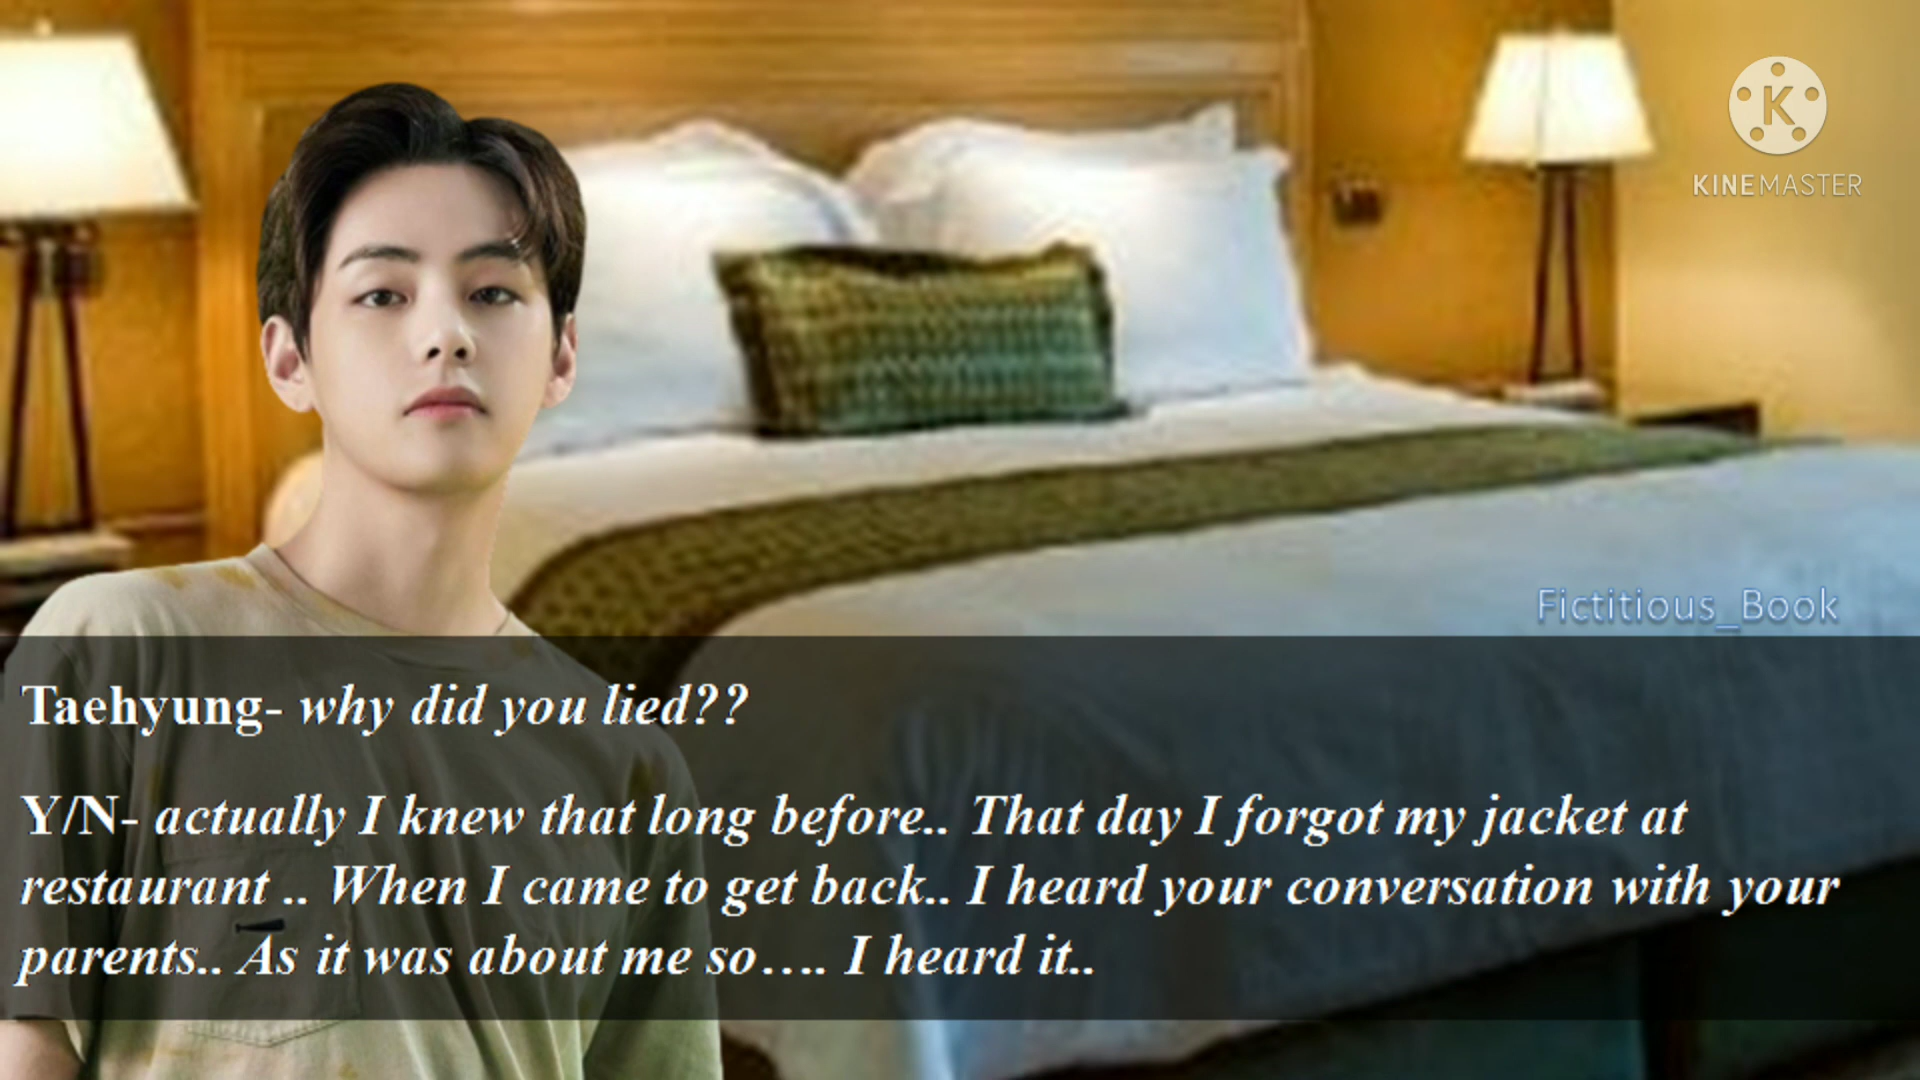 KINEMASTER
Fictitious_Book
Taehyung- why did you lied??
Y/N- actually I knew that long before.. That day I forgot my jacket at
restaurant .. When I came to get back.. I heard your conversation with your
parents.. As it was about me so…. I heard it..